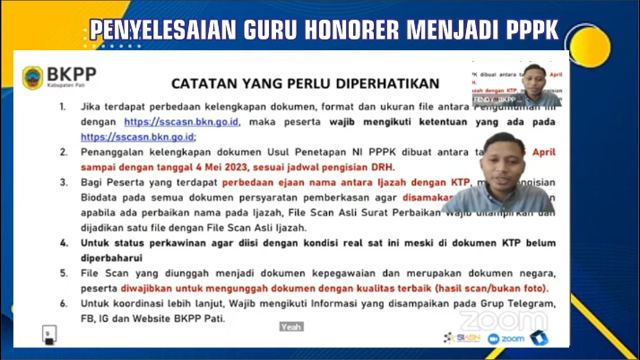 PENYELESAIAN GURU HONORER MENJADI PPPK
BKPP
Kabupaten Pati
CATATAN YANG PERLU DIPERHATIKAN
1. Jika terdapat perbedaan kelengkapan dokumen, format dan ukuran file antara Pengumuman ini
dengan https://sscasn.bkn.go.id, maka peserta wajib mengikuti ketentuan yang ada pada
https://sscasn.bkn.go.id;
2. Penanggalan kelengkapan dokumen Usul Penetapan NI PPPK dibuat antara April
sampai dengan tanggal 4 Mei 2023, sesuai jadwal pengisian DRH.
3. Bagi Peserta yang terdapat perbedaan ejaan nama antara Ijazah dengan KTP,
Biodata pada semua dokumen persyaratan pemberkasan agar disamakan
apabila ada perbaikan nama pada Ijazah, File Scan Asli Surat Perbaikan Wajib dilampirkan dan
dijadikan satu file dengan File Scan Asli Ijazah.
4. Untuk status perkawinan agar diisi dengan kondisi real sat ini meski di dokumen KTP belum
diperbaharui
5. File Scan yang diunggah menjadi dokumen kepegawaian dan merupakan dokumen negara,
peserta diwajibkan untuk mengunggah dokumen dengan kualitas terbaik (hasil scan/bukan foto).
6. Untuk koordinasi lebih lanjut, Wajib mengikuti Informasi yang disampaikan pada Grup Telegram,
FB, IG dan Website BKPP Pati.
Yeah
zoom
zoom